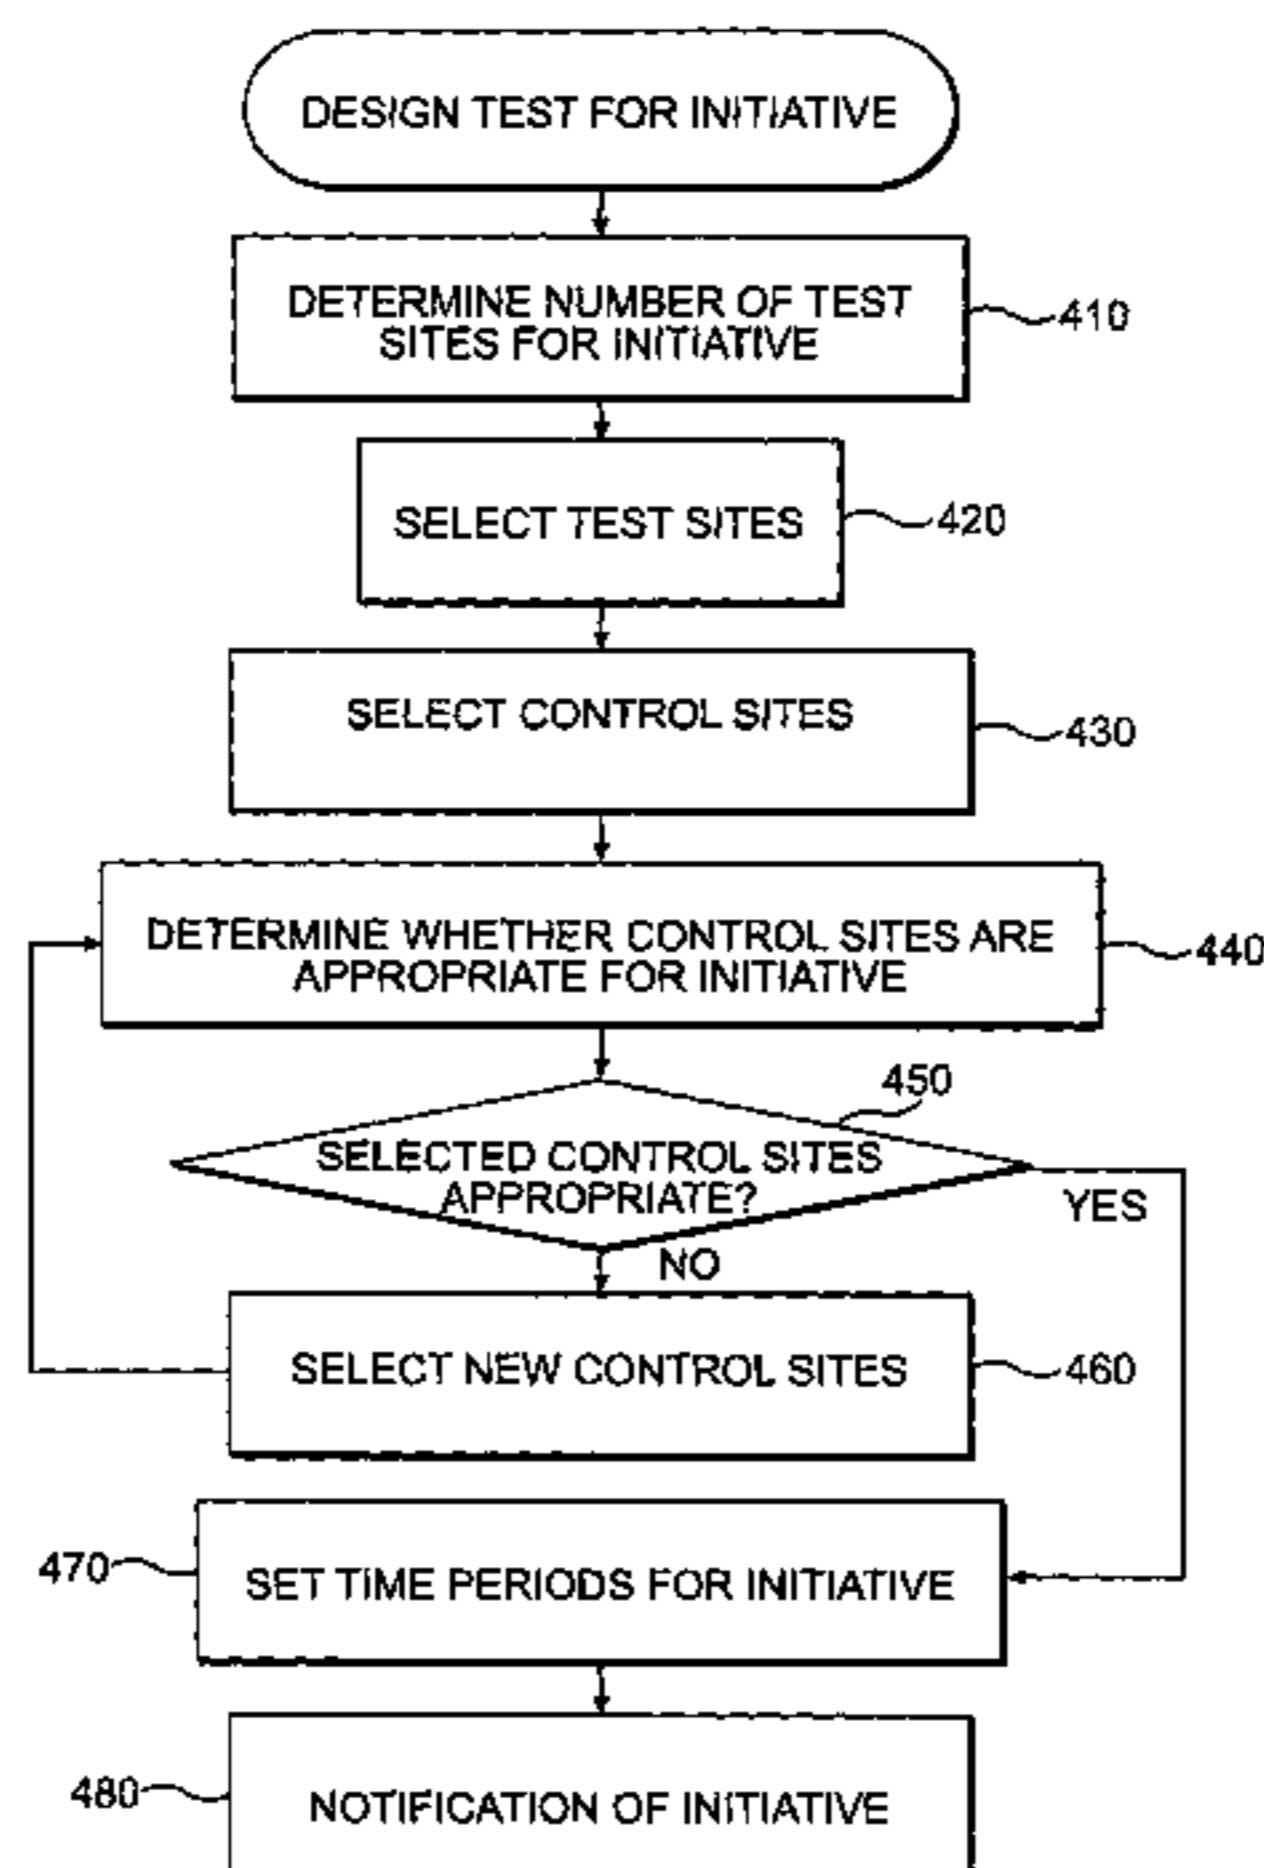 DESIGN TEST FOR INITIATIVE
DETERMINE NUMBER OF TEST
SITES FOR INITIATIVE
410
SELECT TEST SITES
420
SELECT CONTROL SITES
430
DETERMINE WHETHER CONTROL SITES ARE
APPROPRIATE FOR INITIATIVE
440
450
SELECTED CONTROL SITES
APPROPRIATE?
YES
NO
SELECT NEW CONTROL SITES
460
470
SET TIME PERIODS FOR INITIATIVE
480
NOTIFICATION OF INITIATIVE